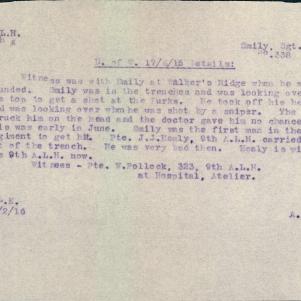 .L.H.
Smily, Sgt.
338
D. of W. 17/6/15 Details:
Witness was with Smily at Walker's Ridge when he w
unded. Smily was in the trenches and was looking over
e top to get a shot at the Turks. He took off his he
d was looking over when he was shot by a sniper. The
ruck him on the head and the doctor gave him no chance
is was early in June. Smily was the first man in the
giment to get hit. Pte. J.J.Healy, 9th A.L.H. carried
t of the trench. He was very bad then. Healy is wi
s 9th A.L.H. now.
Witness - Pte. W.Pollock, 323, 9th A.L.H.
at Hospital, Atelier.
.E.
/2/16
A.